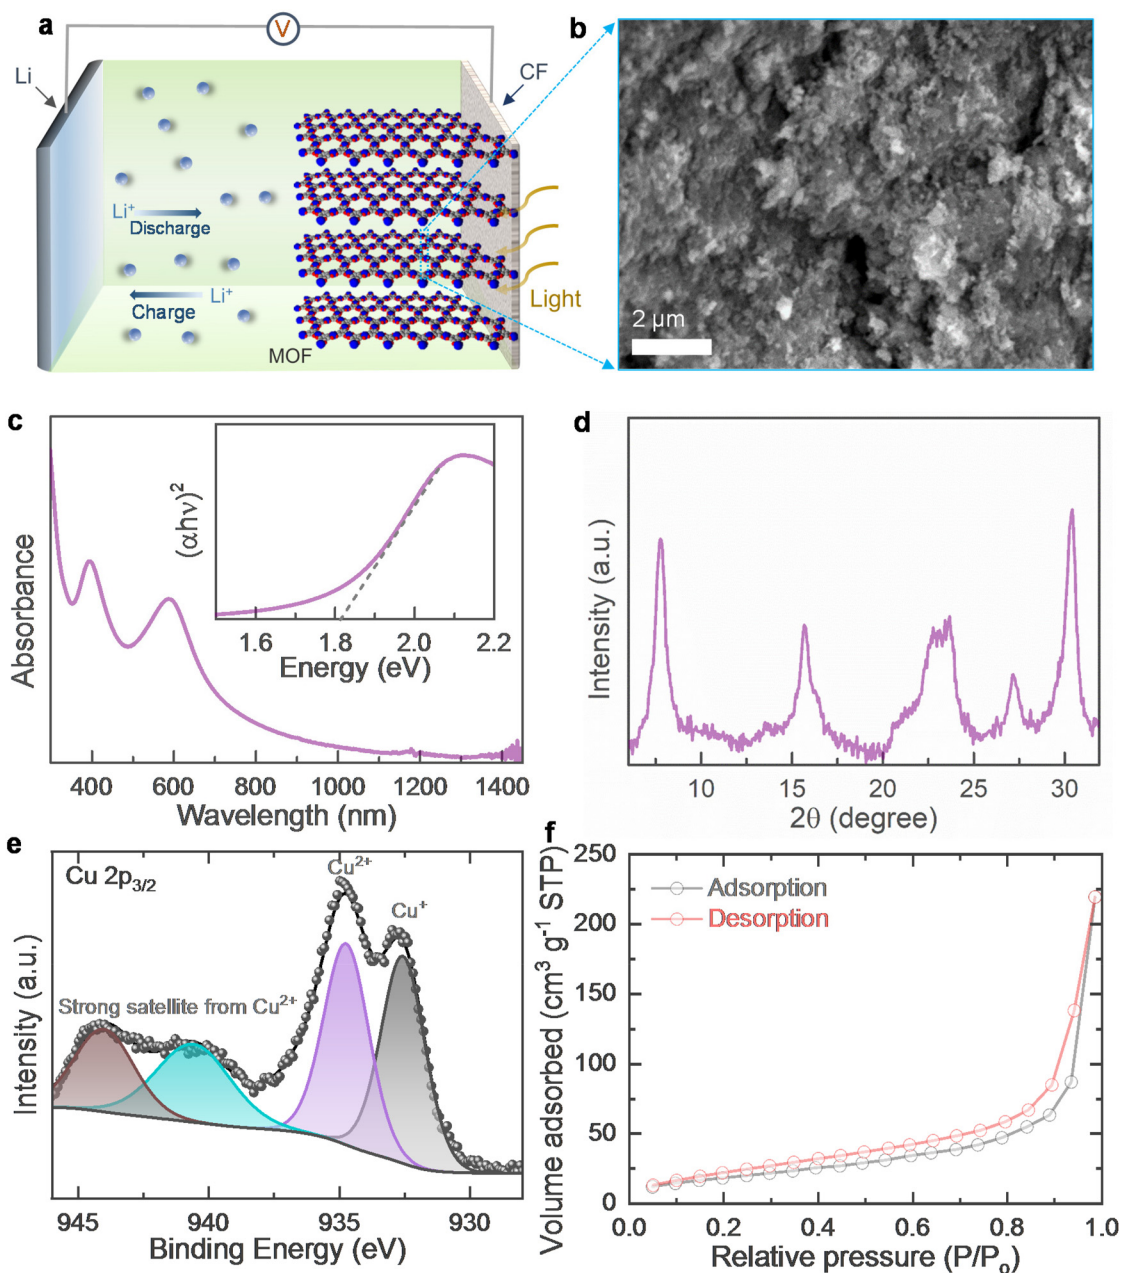 a
V
Li
CF
Li⁺
Discharge
Li⁺
Charge
Light
MOF
b
2 μm
c
Absorbance
(αhν)²
1.6 1.8 2.0 2.2
Energy (eV)
400 600 800 1000 1200 1400
Wavelength (nm)
d
Intensity (a.u.)
10 15 20 25 30
2θ (degree)
e
Cu 2p₃/₂
Cu²⁺
Cu⁺
Strong satellite from Cu²⁺
Intensity (a.u.)
945 940 935 930
Binding Energy (eV)
f
Volume adsorbed (cm³ g⁻¹ STP)
250
200
150
100
50
0
Adsorption
Desorption
0.0 0.2 0.4 0.6 0.8 1.0
Relative pressure (P/Pₒ)